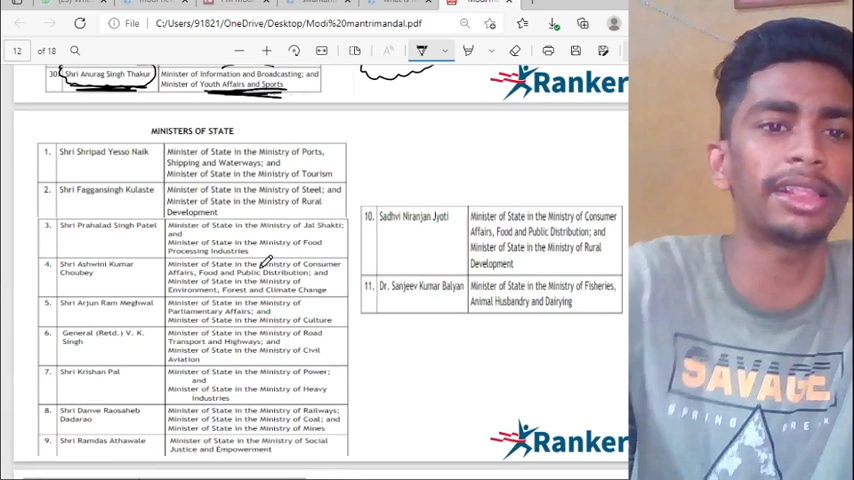 File
C:/Users/91821/OneDrive/Desktop/Modi%20mantrimandal.pdf
12 of 18
30. Shri Anurag Singh Thakur Minister of Information and Broadcasting; and
Minister of Youth Affairs and Sports
Ranker
MINISTERS OF STATE
1. Shri Shripad Yesso Naik Minister of State in the Ministry of Ports,
Shipping and Waterways; and
Minister of State in the Ministry of Tourism
2. Shri Faggansingh Kulaste Minister of State in the Ministry of Steel; and
Minister of State in the Ministry of Rural
Development
3. Shri Prahalad Singh Patel Minister of State in the Ministry of Jal Shakti;
and
Minister of State in the Ministry of Food
Processing Industries
4. Shri Ashwini Kumar Minister of State in the Ministry of Consumer
Choubey Affairs, Food and Public Distribution; and
Minister of State in the Ministry of
Environment, Forest and Climate Change
5. Shri Arjun Ram Meghwal Minister of State in the Ministry of
Parliamentary Affairs; and
Minister of State in the Ministry of Culture
6. General (Retd.) V. K. Minister of State in the Ministry of Road
Singh Transport and Highways; and
Minister of State in the Ministry of Civil
Aviation
7. Shri Krishan Pal Minister of State in the Ministry of Power;
and
Minister of State in the Ministry of Heavy
Industries
8. Shri Danve Raosaheb Minister of State in the Ministry of Railways;
Dadarao Minister of State in the Ministry of Coal; and
Minister of State in the Ministry of Mines
9. Shri Ramdas Athawale Minister of State in the Ministry of Social
Justice and Empowerment
10. Sadhvi Niranjan Jyoti Minister of State in the Ministry of Consumer
Affairs, Food and Public Distribution; and
Minister of State in the Ministry of Rural
Development
11. Dr. Sanjeev Kumar Balyan Minister of State in the Ministry of Fisheries,
Animal Husbandry and Dairying
Ranker
SAVAGE